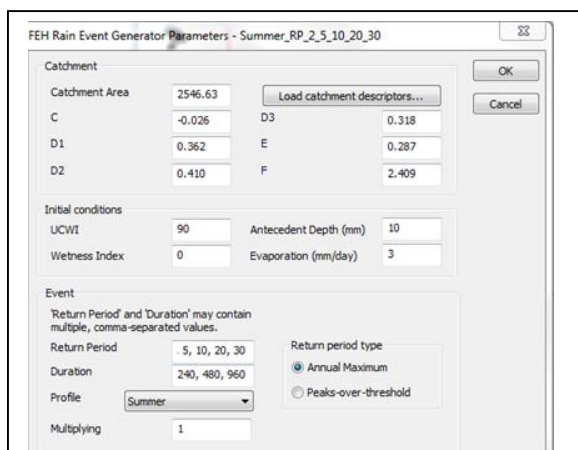 FEH Rain Event Generator Parameters - Summer_RP_2_5_10_20_30
Catchment
OK
Catchment Area 2546.63 Load catchment descriptors...
Cancel
C -0.026 D3 0.318
D1 0.362 E 0.287
D2 0.410 F 2.409
Initial conditions
UCWI 90 Antecedent Depth (mm) 10
Wetness Index 0 Evaporation (mm/day) 3
Event
'Return Period' and 'Duration' may contain
multiple, comma-separated values.
Return Period 5, 10, 20, 30 Return period type
Duration 240, 480, 960 Annual Maximum
Profile Summer Peaks-over-threshold
Multiplying 1